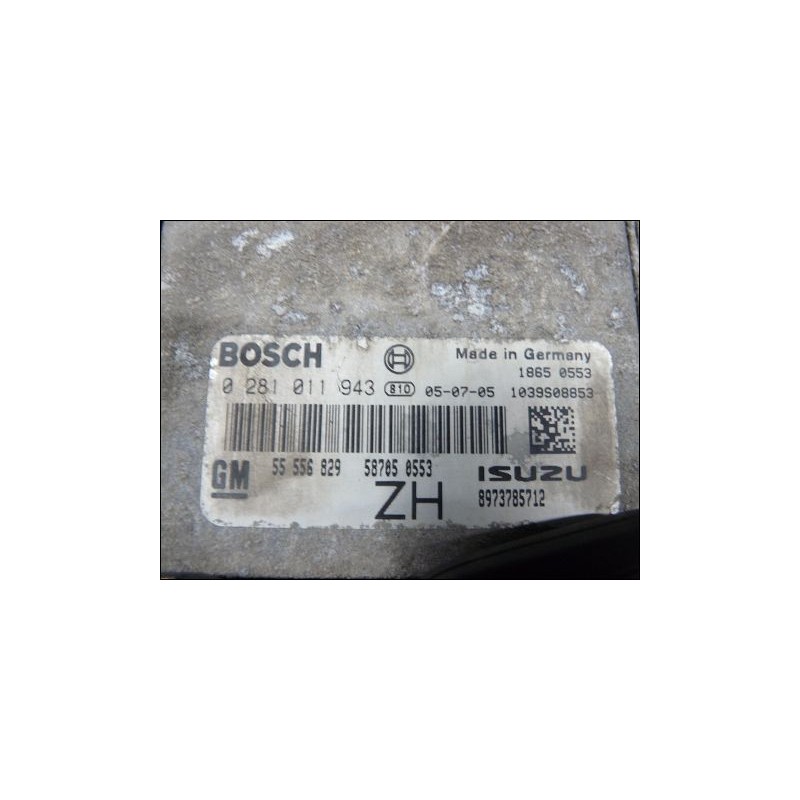 BOSCH Made in Germany
1865 0553
0 281 011 943 810 05-07-05 1039S08853
GM 55 556 829 58705 0553 ISUZU
ZH 8973785712